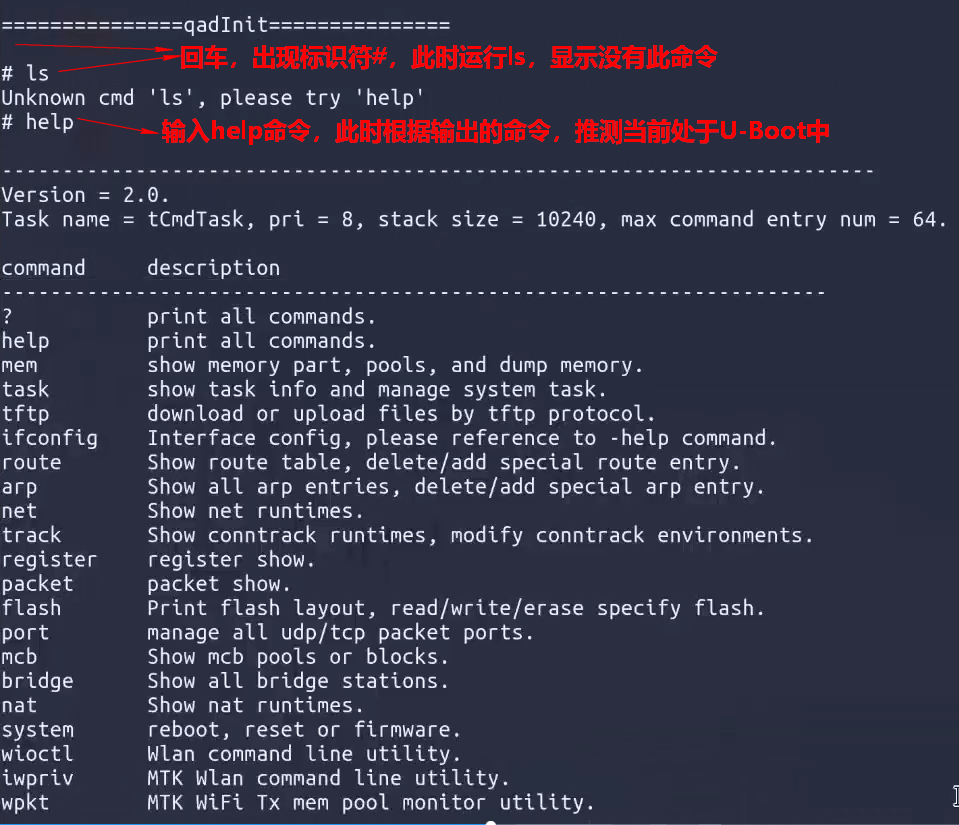 ===============qadInit===============
回车，出现标识符#，此时运行ls，显示没有此命令
# ls
Unknown cmd 'ls', please try 'help'
# help
输入help命令，此时根据输出的命令，推测当前处于U-Boot中
------------------------------------------------------------------------
Version = 2.0.
Task name = tCmdTask, pri = 8, stack size = 10240, max command entry num = 64.
command     description
--------------------------------------------------------------------
?           print all commands.
help        print all commands.
mem         show memory part, pools, and dump memory.
task        show task info and manage system task.
tftp        download or upload files by tftp protocol.
ifconfig    Interface config, please reference to -help command.
route       Show route table, delete/add special route entry.
arp         Show all arp entries, delete/add special arp entry.
net         Show net runtimes.
track       Show conntrack runtimes, modify conntrack environments.
register    register show.
packet      packet show.
flash       Print flash layout, read/write/erase specify flash.
port        manage all udp/tcp packet ports.
mcb         Show mcb pools or blocks.
bridge      Show all bridge stations.
nat         Show nat runtimes.
system      reboot, reset or firmware.
wioctl      Wlan command line utility.
iwpriv      MTK Wlan command line utility.
wpkt        MTK WiFi Tx mem pool monitor utility.